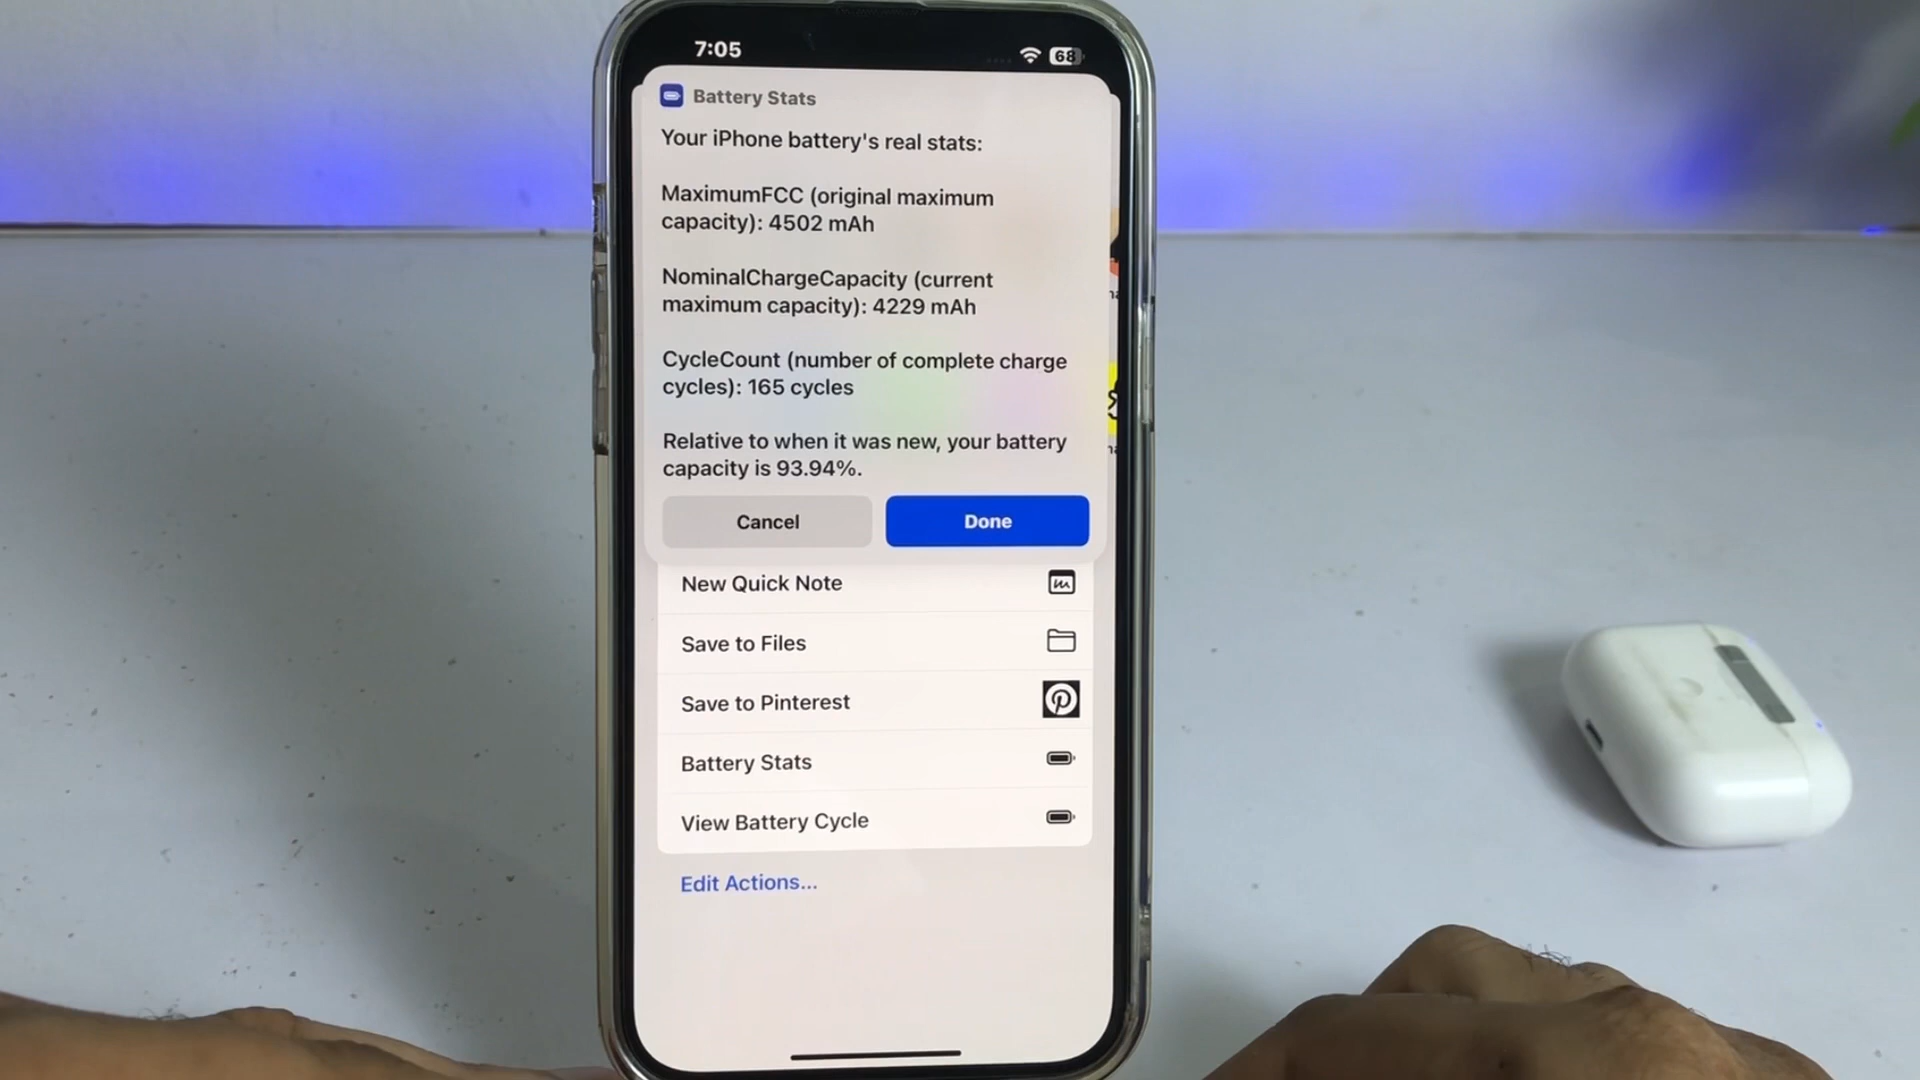 7:05
68
Battery Stats
Your iPhone battery's real stats:
MaximumFCC (original maximum
capacity): 4502 mAh
NominalChargeCapacity (current
maximum capacity): 4229 mAh
CycleCount (number of complete charge
cycles): 165 cycles
Relative to when it was new, your battery
capacity is 93.94%.
Cancel
Done
New Quick Note
Save to Files
Save to Pinterest
Battery Stats
View Battery Cycle
Edit Actions...